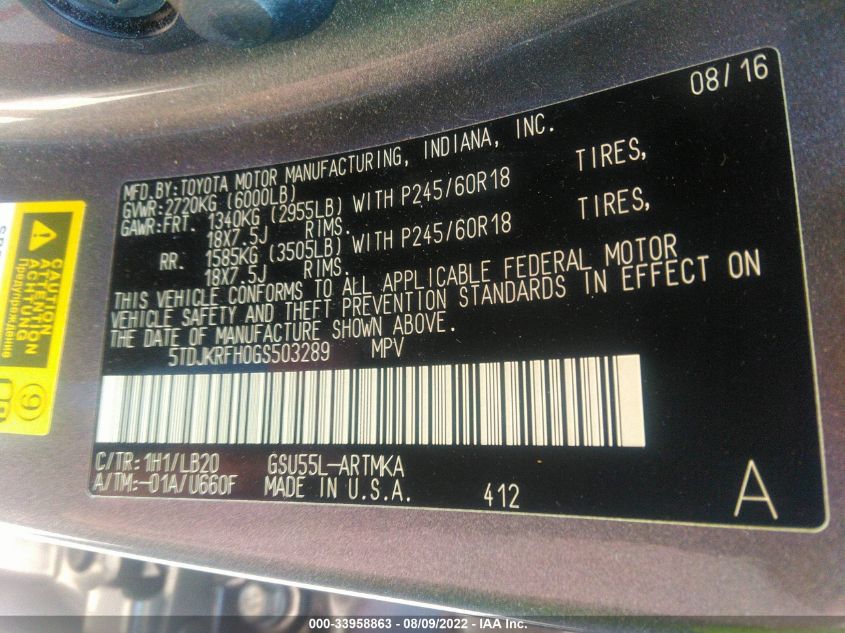 08/16
MFD.BY:TOYOTA MOTOR MANUFACTURING, INDIANA, INC.
GVWR:2720KG (6000LB)
GAWR:FRT. 1340KG (2955LB) WITH P245/60R18 TIRES,
18X7.5J RIMS.
RR. 1585KG (3505LB) WITH P245/60R18 TIRES,
18X7.5J RIMS.
THIS VEHICLE CONFORMS TO ALL APPLICABLE FEDERAL MOTOR
VEHICLE SAFETY AND THEFT PREVENTION STANDARDS IN EFFECT ON
THE DATE OF MANUFACTURE SHOWN ABOVE.
5TDJKRFH0GS503289 MPV
C/TR:1H1/LB20 GSU55L-ARTMKA
A/TM:-01A/U660F MADE IN U.S.A. 412 A
CAUTION
ATTENTION
ACHTUNG
Предупреждение
9
000-33958863 - 08/09/2022 - IAA Inc.